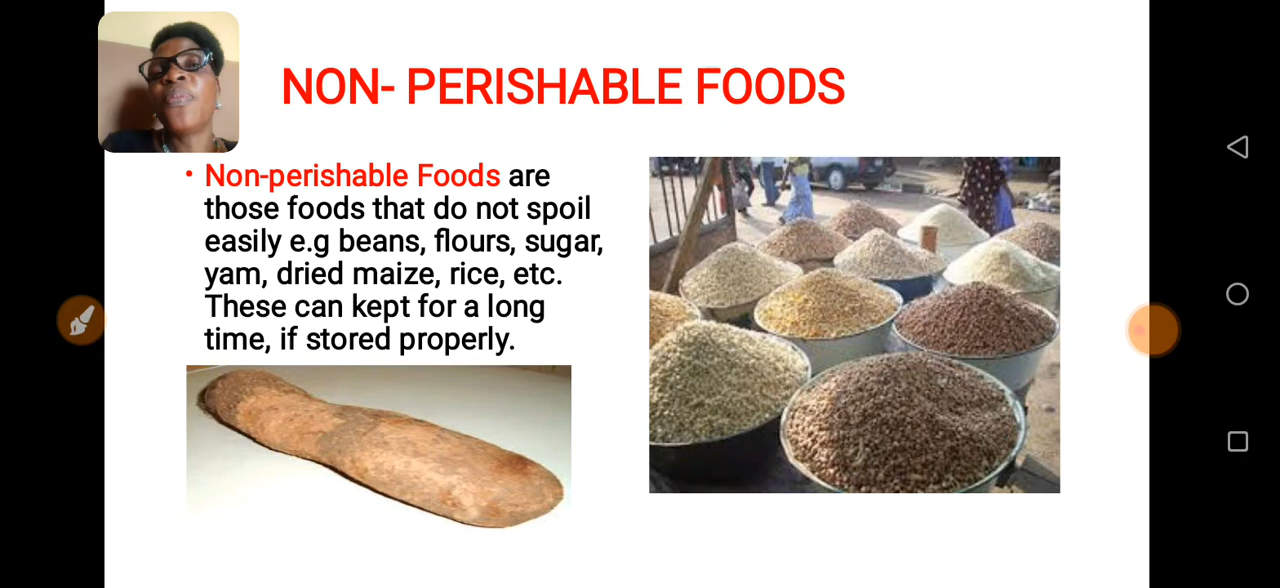 NON- PERISHABLE FOODS
• Non-perishable Foods are
those foods that do not spoil
easily e.g beans, flours, sugar,
yam, dried maize, rice, etc.
These can kept for a long
time, if stored properly.